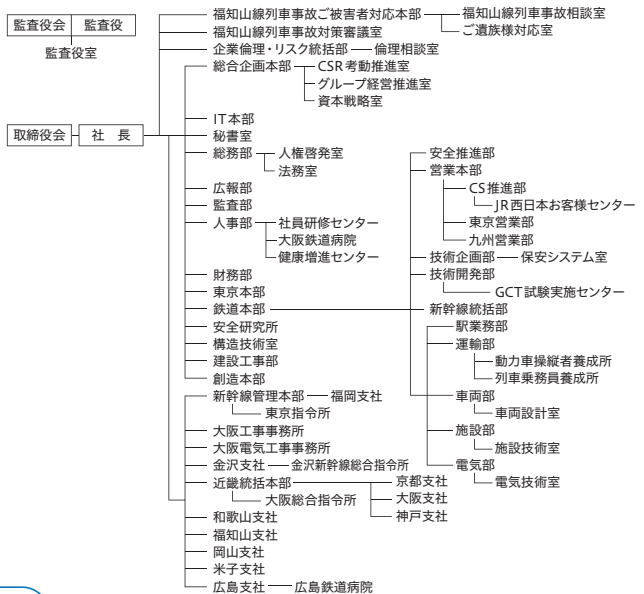 監査役会 監査役
監査役室
取締役会 社長
福知山線列車事故ご被害者対応本部 福知山線列車事故相談室
ご遺族様対応室
福知山線列車事故対策審議室
企業倫理・リスク統括部 倫理相談室
総合企画本部 CSR考動推進室
グループ経営推進室
資本戦略室
IT本部
秘書室
総務部 人権啓発室
法務室
広報部
監査部
人事部 社員研修センター
大阪鉄道病院
健康増進センター
財務部
東京本部
鉄道本部
安全研究所
構造技術室
建設工事部
創造本部
安全推進部
営業本部
CS推進部
JR西日本お客様センター
東京営業部
九州営業部
技術企画部 保安システム室
技術開発部
GCT試験実施センター
新幹線統括部
駅業務部
運輸部
動力車操縦者養成所
列車乗務員養成所
車両部
車両設計室
施設部
施設技術室
電気部
電気技術室
新幹線管理本部 福岡支社
東京指令所
大阪工事事務所
大阪電気工事事務所
金沢支社 金沢新幹線総合指令所
近畿統括本部 京都支社
大阪総合指令所 大阪支社
神戸支社
和歌山支社
福知山支社
岡山支社
米子支社
広島支社 広島鉄道病院